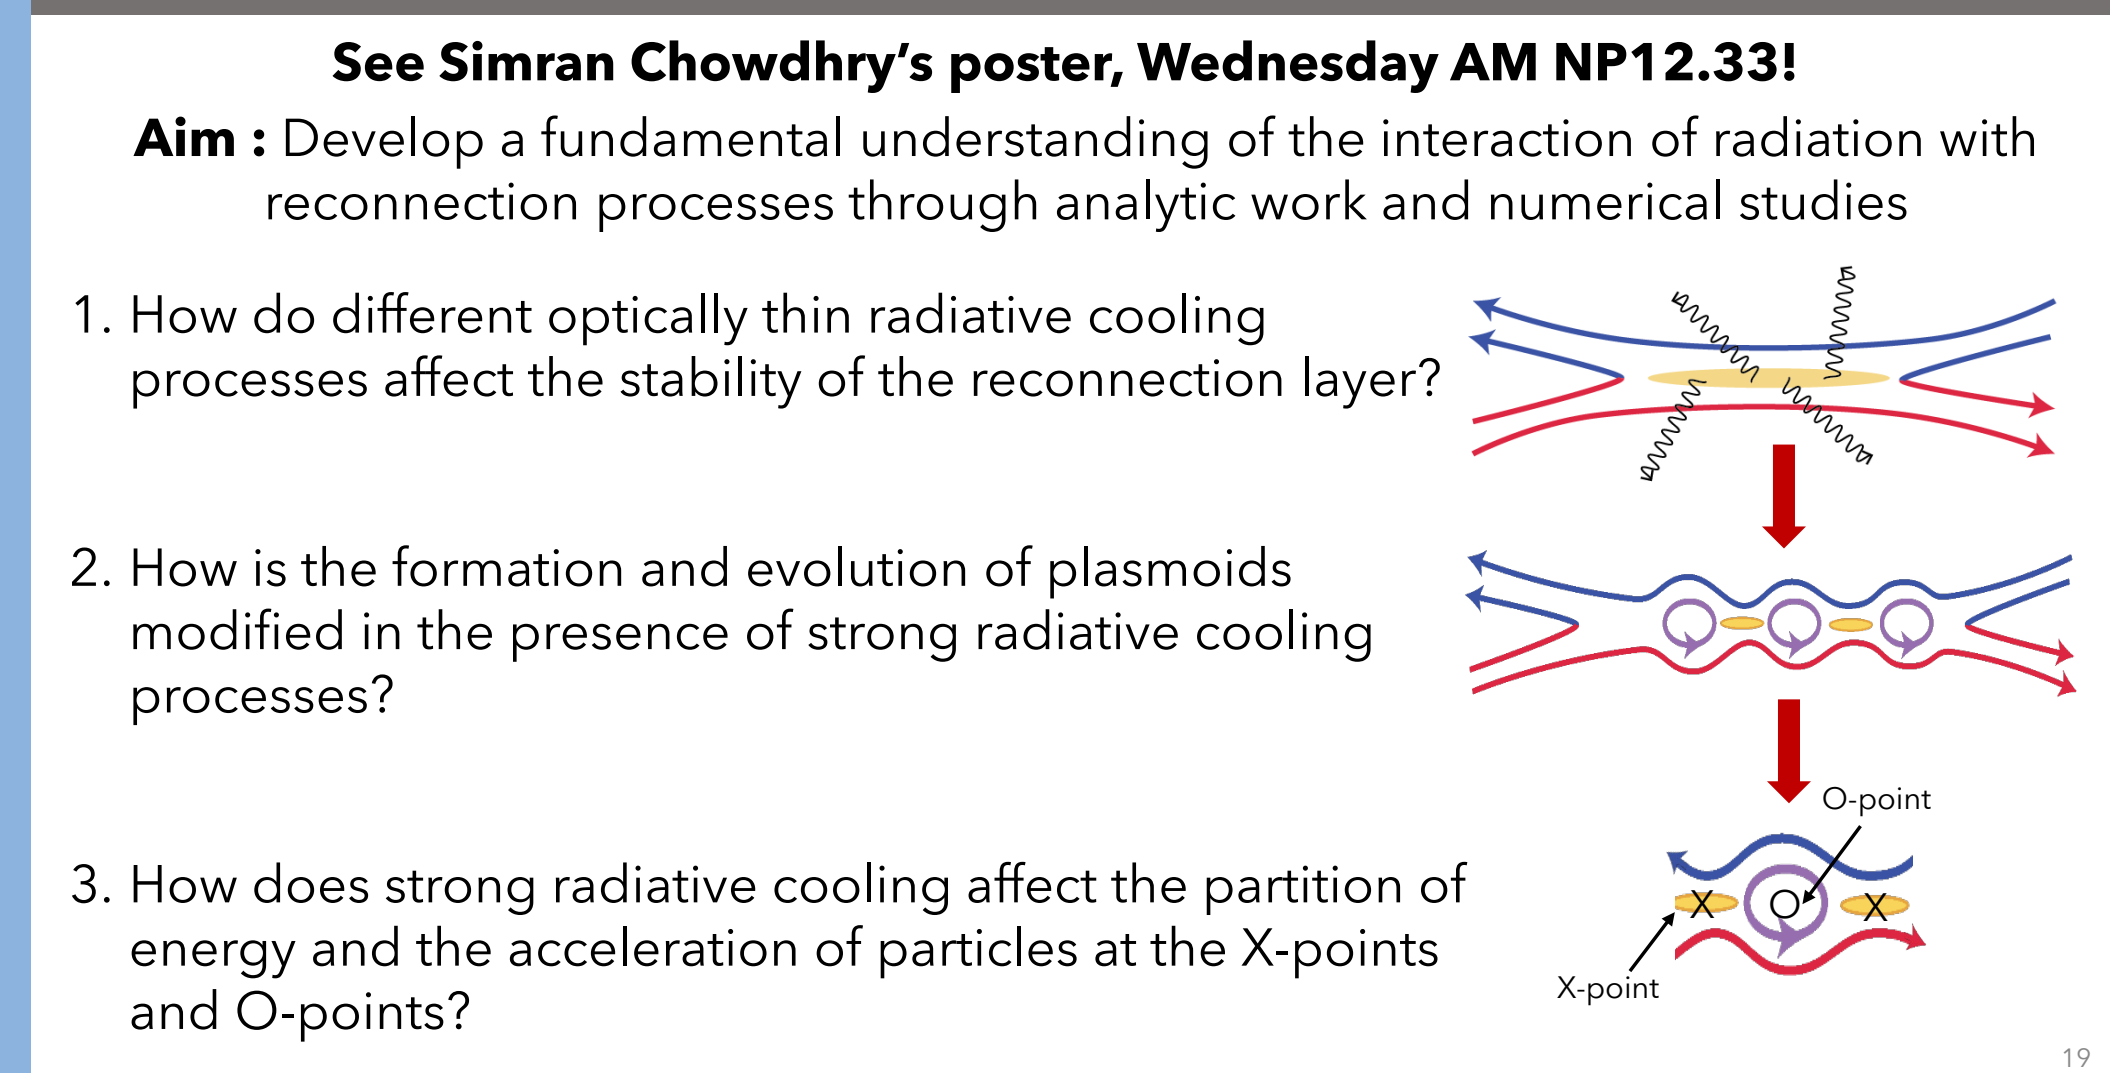 See Simran Chowdhry’s poster, Wednesday AM NP12.33!
Aim : Develop a fundamental understanding of the interaction of radiation with
reconnection processes through analytic work and numerical studies
1. How do different optically thin radiative cooling
processes affect the stability of the reconnection layer?
2. How is the formation and evolution of plasmoids
modified in the presence of strong radiative cooling
processes?
3. How does strong radiative cooling affect the partition of
energy and the acceleration of particles at the X-points
and O-points?
O-point
X O X
X-point
19